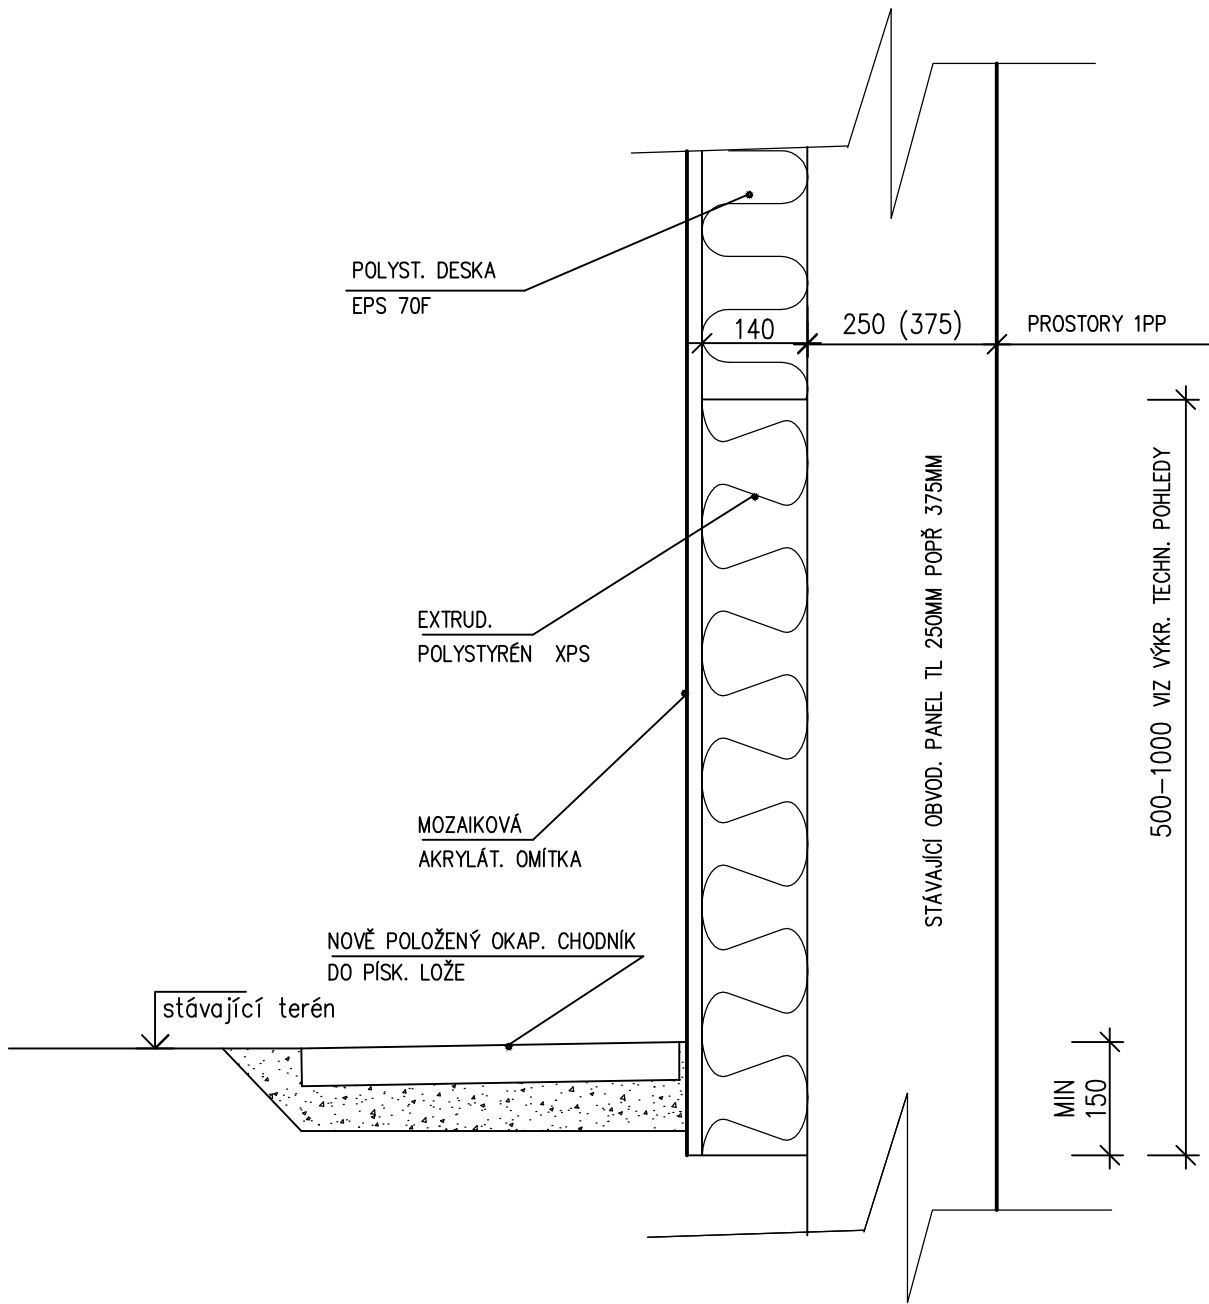 POLYST. DESKA
EPS 70F
140
250 (375)
PROSTORY 1PP
EXTRUD.
POLYSTYRÉN XPS
MOZAIKOVÁ
AKRYLÁT. OMÍTKA
NOVĚ POLOŽENÝ OKAP. CHODNÍK
DO PÍSK. LOŽE
stávající terén
STÁVAJÍCÍ OBVOD. PANEL TL 250MM POPŘ 375MM
500-1000 VIZ VÝKR. TECHN. POHLEDY
MIN
150